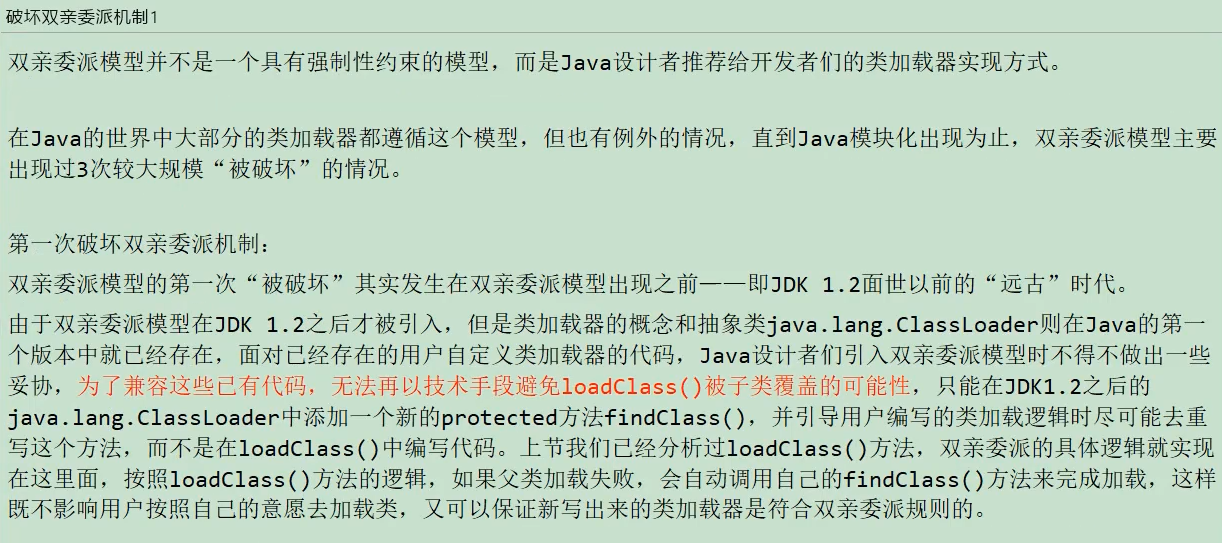 破坏双亲委派机制1
双亲委派模型并不是一个具有强制性约束的模型，而是Java设计者推荐给开发者们的类加载器实现方式。
在Java的世界中大部分的类加载器都遵循这个模型，但也有例外的情况，直到Java模块化出现为止，双亲委派模型主要
出现过3次较大规模“被破坏”的情况。
第一次破坏双亲委派机制：
双亲委派模型的第一次“被破坏”其实发生在双亲委派模型出现之前——即JDK 1.2面世以前的“远古”时代。
由于双亲委派模型在JDK 1.2之后才被引入，但是类加载器的概念和抽象类java.lang.ClassLoader则在Java的第一
个版本中就已经存在，面对已经存在的用户自定义类加载器的代码，Java设计者们引入双亲委派模型时不得不做出一些
妥协，为了兼容这些已有代码，无法再以技术手段避免loadClass()被子类覆盖的可能性，只能在JDK1.2之后的
java.lang.ClassLoader中添加一个新的protected方法findClass()，并引导用户编写的类加载逻辑时尽可能去重
写这个方法，而不是在loadClass()中编写代码。上节我们已经分析过loadClass()方法，双亲委派的具体逻辑就实现
在这里面，按照loadClass()方法的逻辑，如果父类加载失败，会自动调用自己的findClass()方法来完成加载，这样
既不影响用户按照自己的意愿去加载类，又可以保证新写出来的类加载器是符合双亲委派规则的。